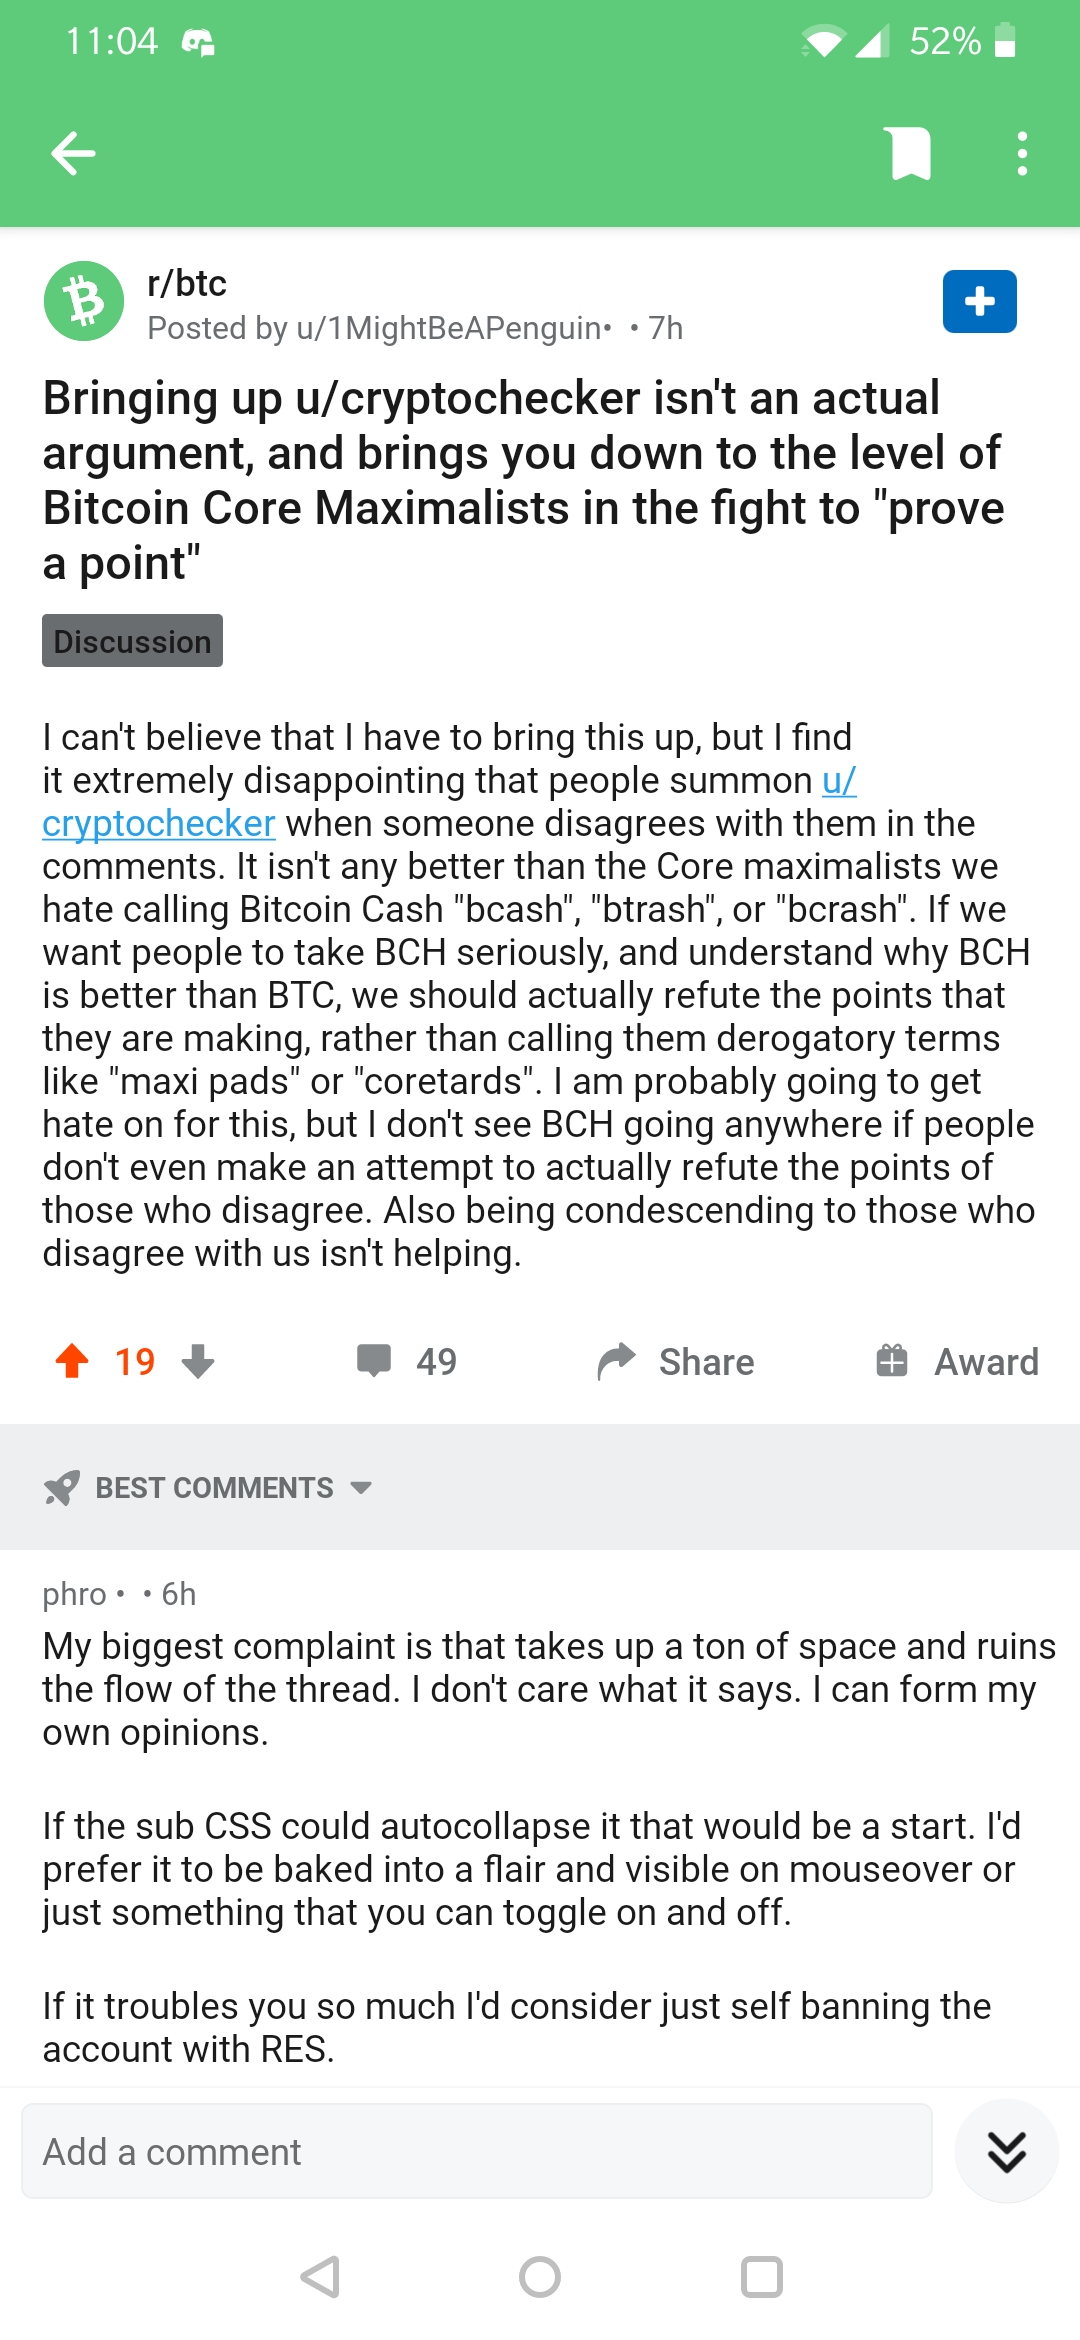 11:04
52%
r/btc
Posted by u/1MightBeAPenguin• • 7h
Bringing up u/cryptochecker isn't an actual
argument, and brings you down to the level of
Bitcoin Core Maximalists in the fight to "prove
a point"
Discussion
I can't believe that I have to bring this up, but I find
it extremely disappointing that people summon u/
cryptochecker when someone disagrees with them in the
comments. It isn't any better than the Core maximalists we
hate calling Bitcoin Cash "bcash", "btrash", or "bcrash". If we
want people to take BCH seriously, and understand why BCH
is better than BTC, we should actually refute the points that
they are making, rather than calling them derogatory terms
like "maxi pads" or "coretards". I am probably going to get
hate on for this, but I don't see BCH going anywhere if people
don't even make an attempt to actually refute the points of
those who disagree. Also being condescending to those who
disagree with us isn't helping.
19 49 Share Award
BEST COMMENTS
phro • • 6h
My biggest complaint is that takes up a ton of space and ruins
the flow of the thread. I don't care what it says. I can form my
own opinions.
If the sub CSS could autocollapse it that would be a start. I'd
prefer it to be baked into a flair and visible on mouseover or
just something that you can toggle on and off.
If it troubles you so much I'd consider just self banning the
account with RES.
Add a comment